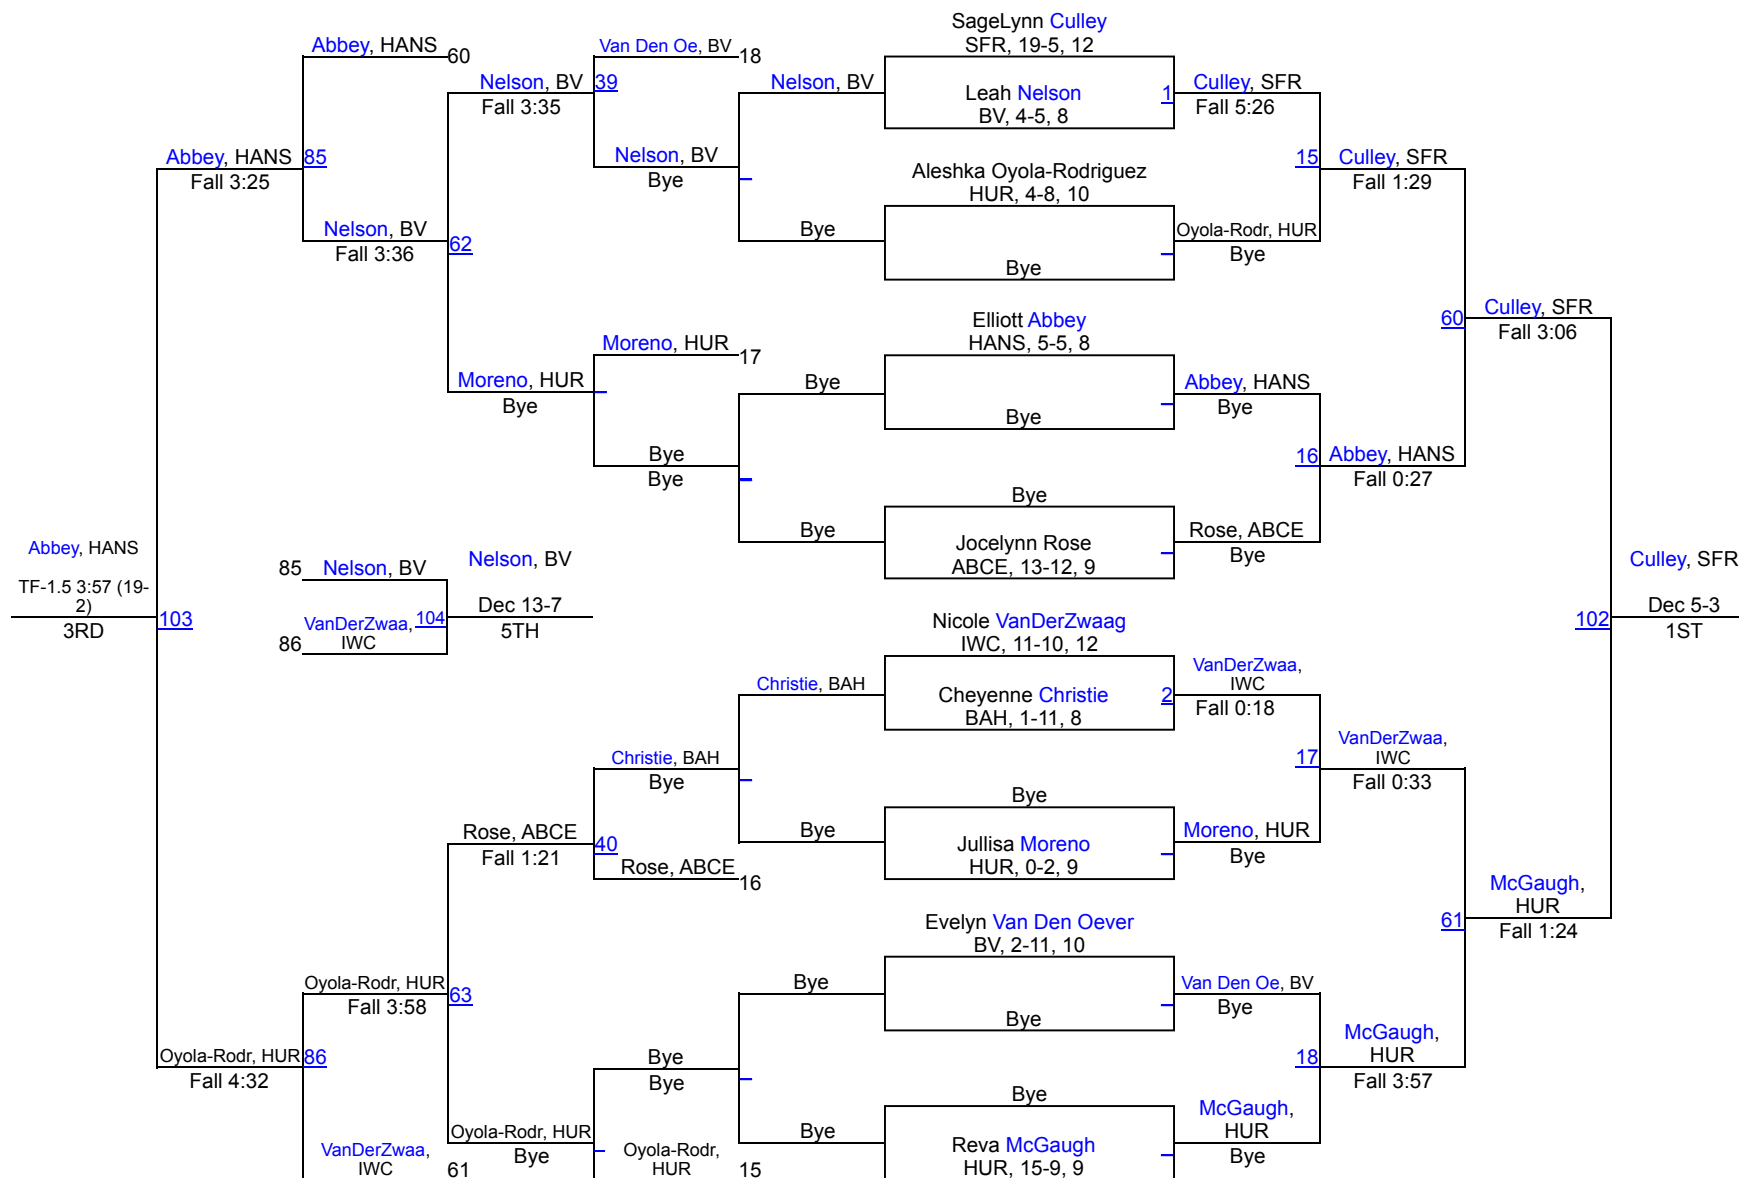 SageLynn Culley
SFR, 19-5, 12
Abbey, HANS
60
Van Den Oe, BV
18
Nelson, BV
39
Fall 3:35
Nelson, BV
Leah Nelson
1
BV, 4-5, 8
Culley, SFR
Fall 5:26
Abbey, HANS
85
Fall 3:25
Nelson, BV
Bye
Aleshka Oyola-Rodriguez
HUR, 4-8, 10
15
Culley, SFR
Fall 1:29
Nelson, BV
Fall 3:36
62
Bye
Bye
Oyola-Rodr, HUR
Bye
Elliott Abbey
HANS, 5-5, 8
60
Culley, SFR
Fall 3:06
Moreno, HUR
17
Moreno, HUR
Bye
Bye
Bye
Abbey, HANS
Bye
Bye
Bye
16
Abbey, HANS
Fall 0:27
Bye
Bye
Jocelynn Rose
ABCE, 13-12, 9
Rose, ABCE
Bye
Abbey, HANS
TF-1.5 3:57 (19-
2)
3RD
103
85
Nelson, BV
Nelson, BV
VanDerZwaa,
IWC
104
86
Dec 13-7
5TH
Culley, SFR
102
Dec 5-3
1ST
Nicole VanDerZwaag
IWC, 11-10, 12
Christie, BAH
Cheyenne Christie
2
BAH, 1-11, 8
VanDerZwaa,
IWC
Fall 0:18
Christie, BAH
Bye
17
VanDerZwaa,
IWC
Fall 0:33
Bye
Rose, ABCE
Fall 1:21
40
Rose, ABCE
16
Bye
Jullisa Moreno
HUR, 0-2, 9
Moreno, HUR
Bye
Evelyn Van Den Oever
BV, 2-11, 10
61
McGaugh,
HUR
Fall 1:24
Oyola-Rodr, HUR
Fall 3:58
63
Bye
Bye
Van Den Oe, BV
Bye
Oyola-Rodr, HUR
86
Fall 4:32
Bye
Bye
18
McGaugh,
HUR
Fall 3:57
Bye
VanDerZwaa,
IWC
61
Oyola-Rodr, HUR
Bye
Oyola-Rodr,
HUR
15
Bye
Reva McGaugh
HUR, 15-9, 9
McGaugh,
HUR
Bye